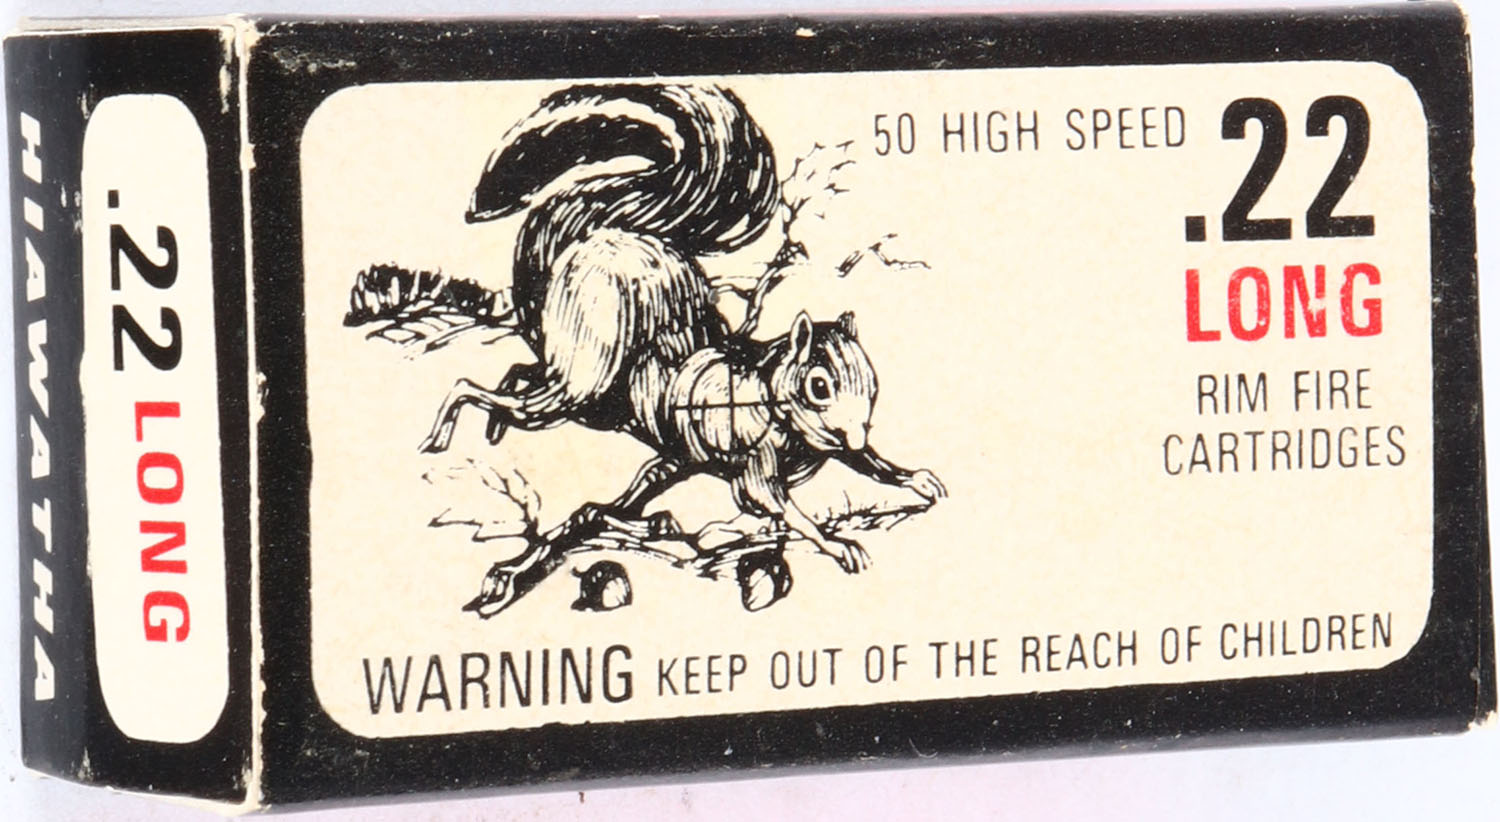 HIAWATHA
.22 LONG
50 HIGH SPEED .22
LONG
RIM FIRE
CARTRIDGES
WARNING KEEP OUT OF THE REACH OF CHILDREN